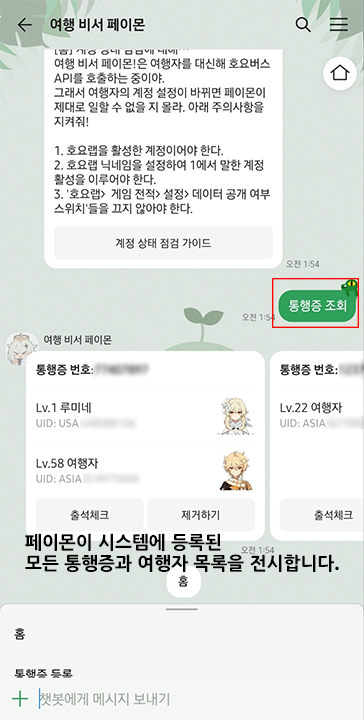 여행 비서 페이몬
[홈] 계정 상태 점검에 대해~
여행 비서 페이몬!은 여행자를 대신해 호요버스
API를 호출하는 중이야.
그래서 여행자의 계정 설정이 바뀌면 페이몬이
제대로 일할 수 없을 지 몰라. 아래 주의사항을
지켜줘!
1. 호요랩을 활성한 계정이어야 한다.
2. 호요랩 닉네임을 설정하여 1에서 말한 계정
활성을 이루어야 한다.
3. '호요랩> 게임 전적> 설정> 데이터 공개 여부
스위치'들을 끄지 않아야 한다.
계정 상태 점검 가이드
오전 1:54
오전 1:54
통행증 조회
여행 비서 페이몬
통행증 번호:
Lv.1 루미네
UID: USA
Lv.58 여행자
UID: ASIA
출석체크
제거하기
통행증 번호:
Lv.22 여행자
UID: ASIA
출석체크
오전 1:54
페이몬이 시스템에 등록된
모든 통행증과 여행자 목록을 전시합니다.
홈
홈
통행증 등록
챗봇에게 메시지 보내기